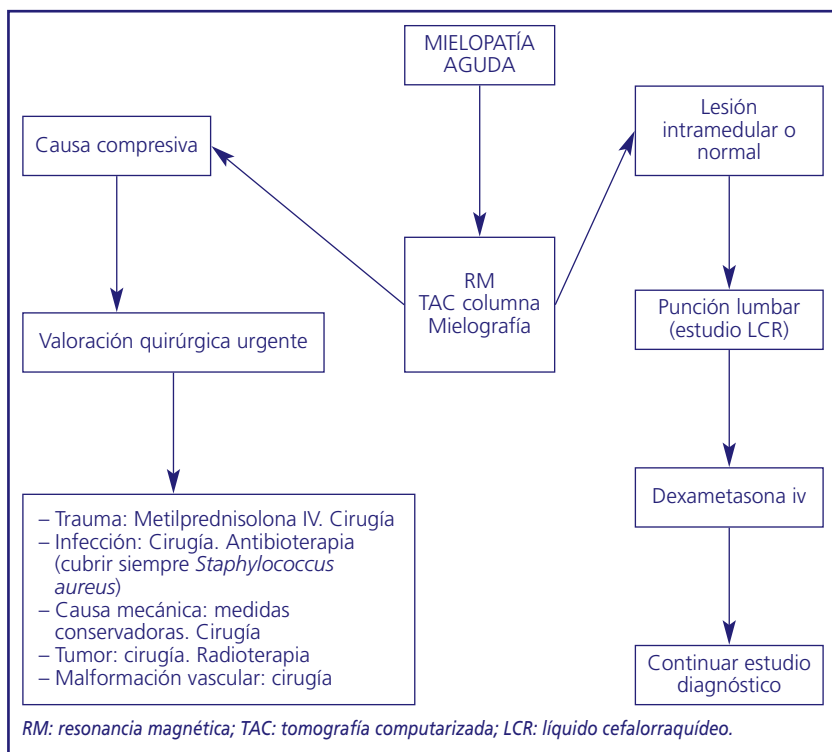 MIELOPATÍA
AGUDA
Causa compresiva
Lesión
intramedular o
normal
RM
TAC columna
Mielografía
Valoración quirúrgica urgente
Punción lumbar
(estudio LCR)
– Trauma: Metilprednisolona IV. Cirugía
– Infección: Cirugía. Antibioterapia
(cubrir siempre Staphylococcus
aureus)
– Causa mecánica: medidas
conservadoras. Cirugía
– Tumor: cirugía. Radioterapia
– Malformación vascular: cirugía
Dexametasona iv
Continuar estudio
diagnóstico
RM: resonancia magnética; TAC: tomografía computarizada; LCR: líquido cefalorraquídeo.